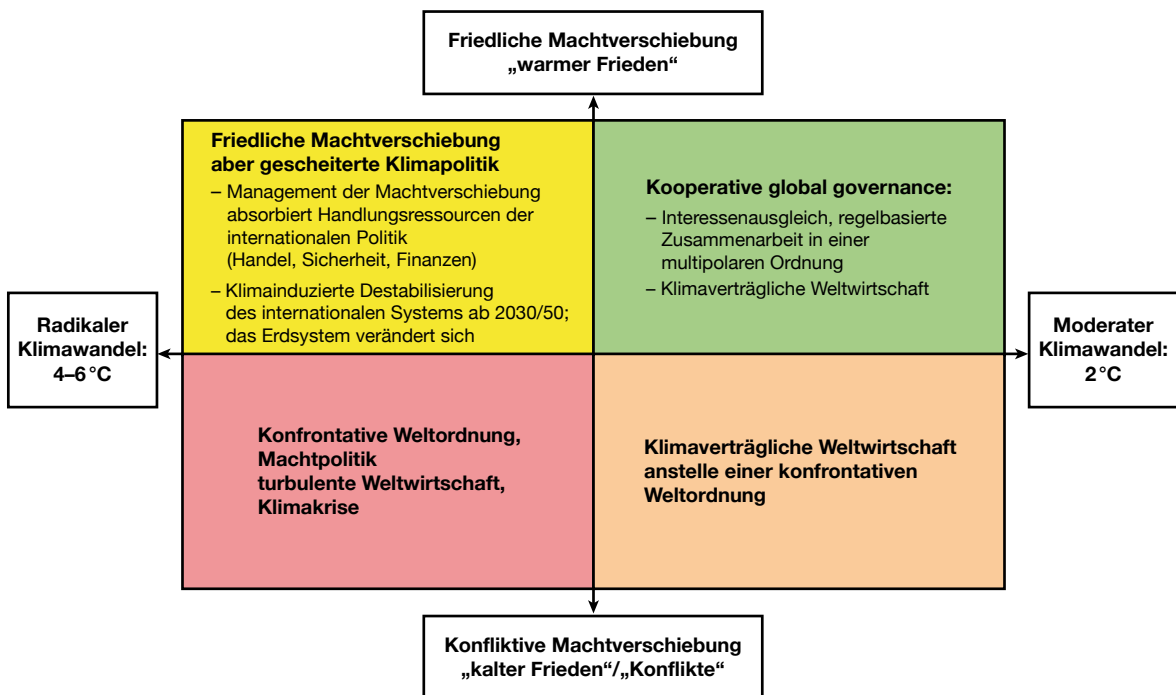 Friedliche Machtverschiebung
„warmer Frieden“
Friedliche Machtverschiebung
aber gescheiterte Klimapolitik
– Management der Machtverschiebung
absorbiert Handlungsressourcen der
internationalen Politik
(Handel, Sicherheit, Finanzen)
– Klimainduzierte Destabilisierung
des internationalen Systems ab 2030/50;
das Erdsystem verändert sich
Kooperative global governance:
– Interessenausgleich, regelbasierte
Zusammenarbeit in einer
multipolaren Ordnung
– Klimaverträgliche Weltwirtschaft
Radikaler
Klimawandel:
4–6 °C
Moderater
Klimawandel:
2 °C
Konfrontative Weltordnung,
Machtpolitik
turbulente Weltwirtschaft,
Klimakrise
Klimaverträgliche Weltwirtschaft
anstelle einer konfrontativen
Weltordnung
Konfliktive Machtverschiebung
„kalter Frieden“/„Konflikte“